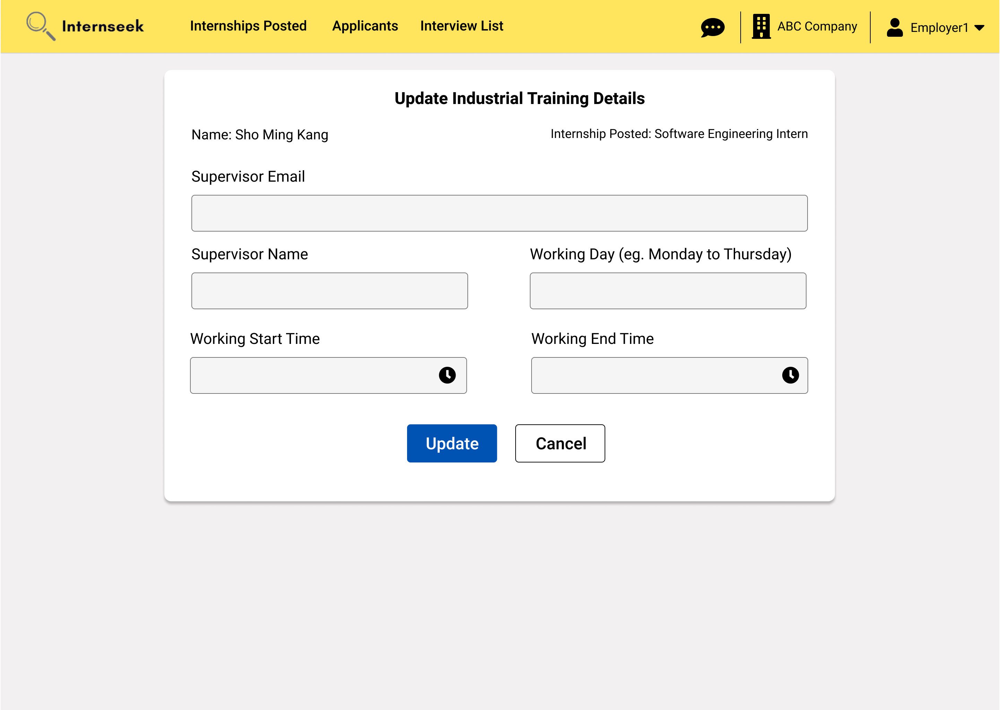 Internseek
Internships Posted
Applicants
Interview List
ABC Company
Employer1
Update Industrial Training Details
Name: Sho Ming Kang
Internship Posted: Software Engineering Intern
Supervisor Email
Supervisor Name
Working Day (eg. Monday to Thursday)
Working Start Time
Working End Time
Update
Cancel